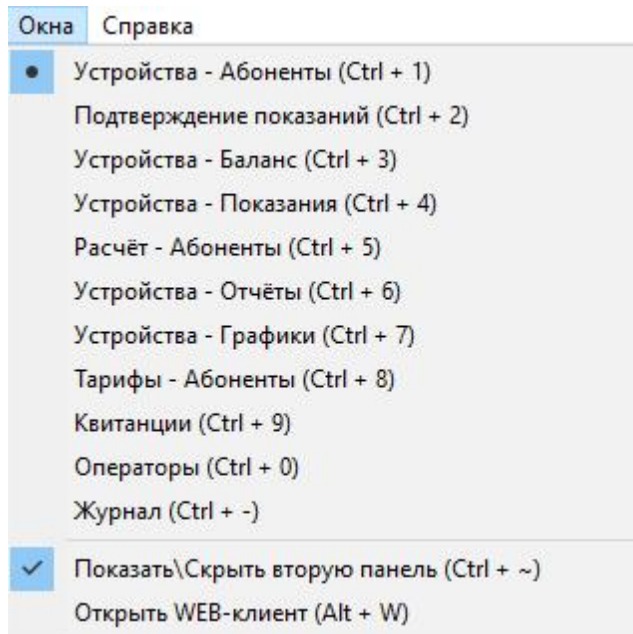 Окна Справка
Устройства - Абоненты (Ctrl + 1)
Подтверждение показаний (Ctrl + 2)
Устройства - Баланс (Ctrl + 3)
Устройства - Показания (Ctrl + 4)
Расчёт - Абоненты (Ctrl + 5)
Устройства - Отчёты (Ctrl + 6)
Устройства - Графики (Ctrl + 7)
Тарифы - Абоненты (Ctrl + 8)
Квитанции (Ctrl + 9)
Операторы (Ctrl + 0)
Журнал (Ctrl + -)
Показать\Скрыть вторую панель (Ctrl + ~)
Открыть WEB-клиент (Alt + W)